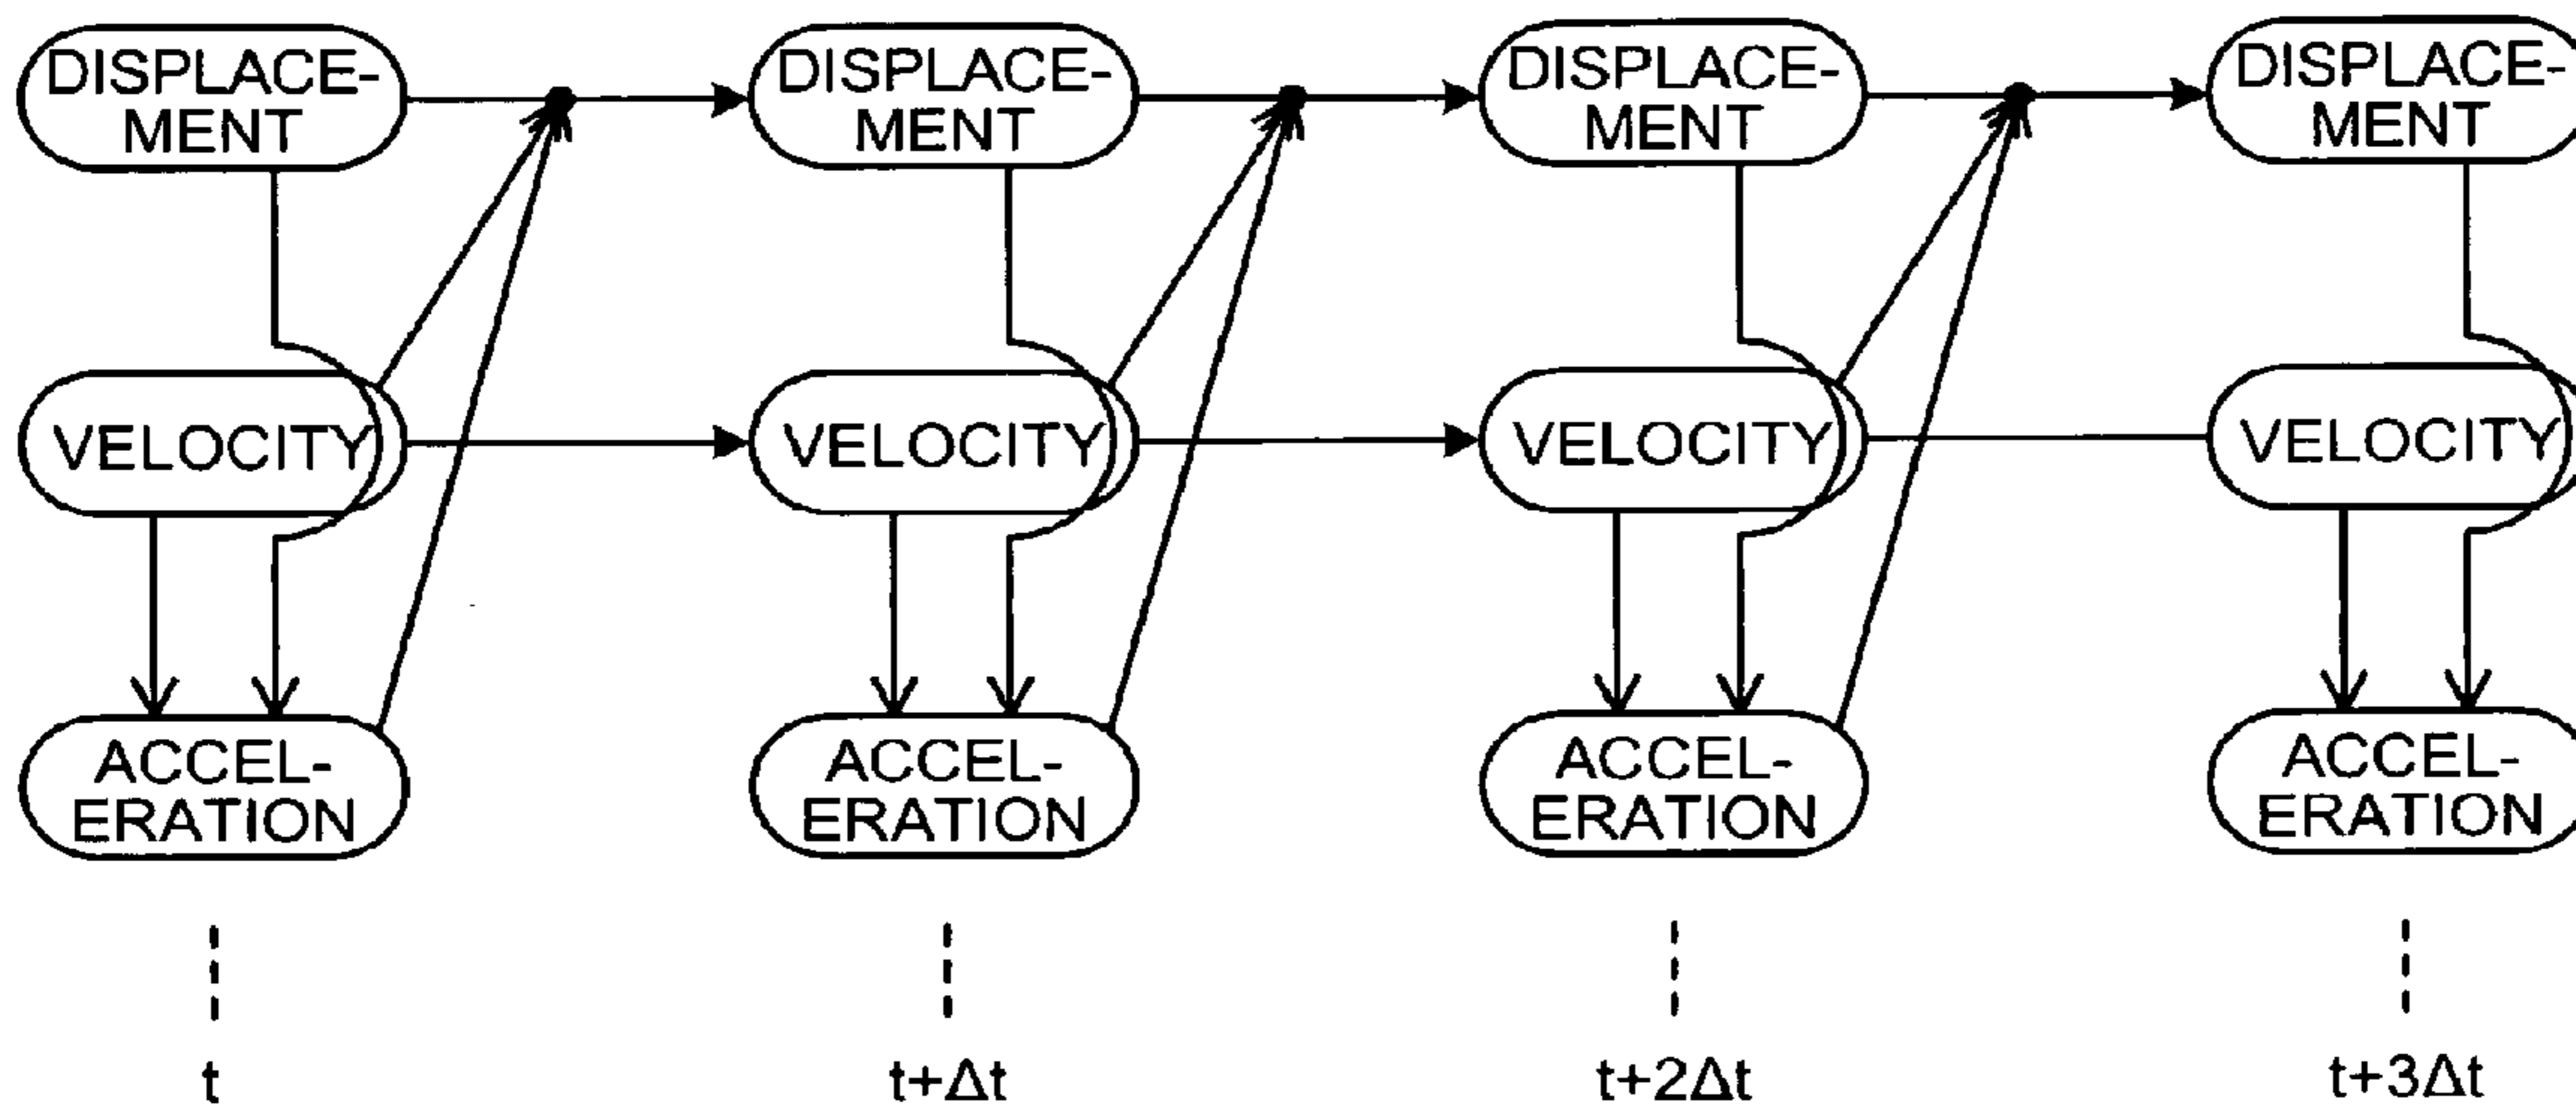 DISPLACE-
MENT
DISPLACE-
MENT
DISPLACE-
MENT
DISPLACE-
MENT
VELOCITY
VELOCITY
VELOCITY
VELOCITY
ACCEL-
ERATION
ACCEL-
ERATION
ACCEL-
ERATION
ACCEL-
ERATION
t
t+Δt
t+2Δt
t+3Δt